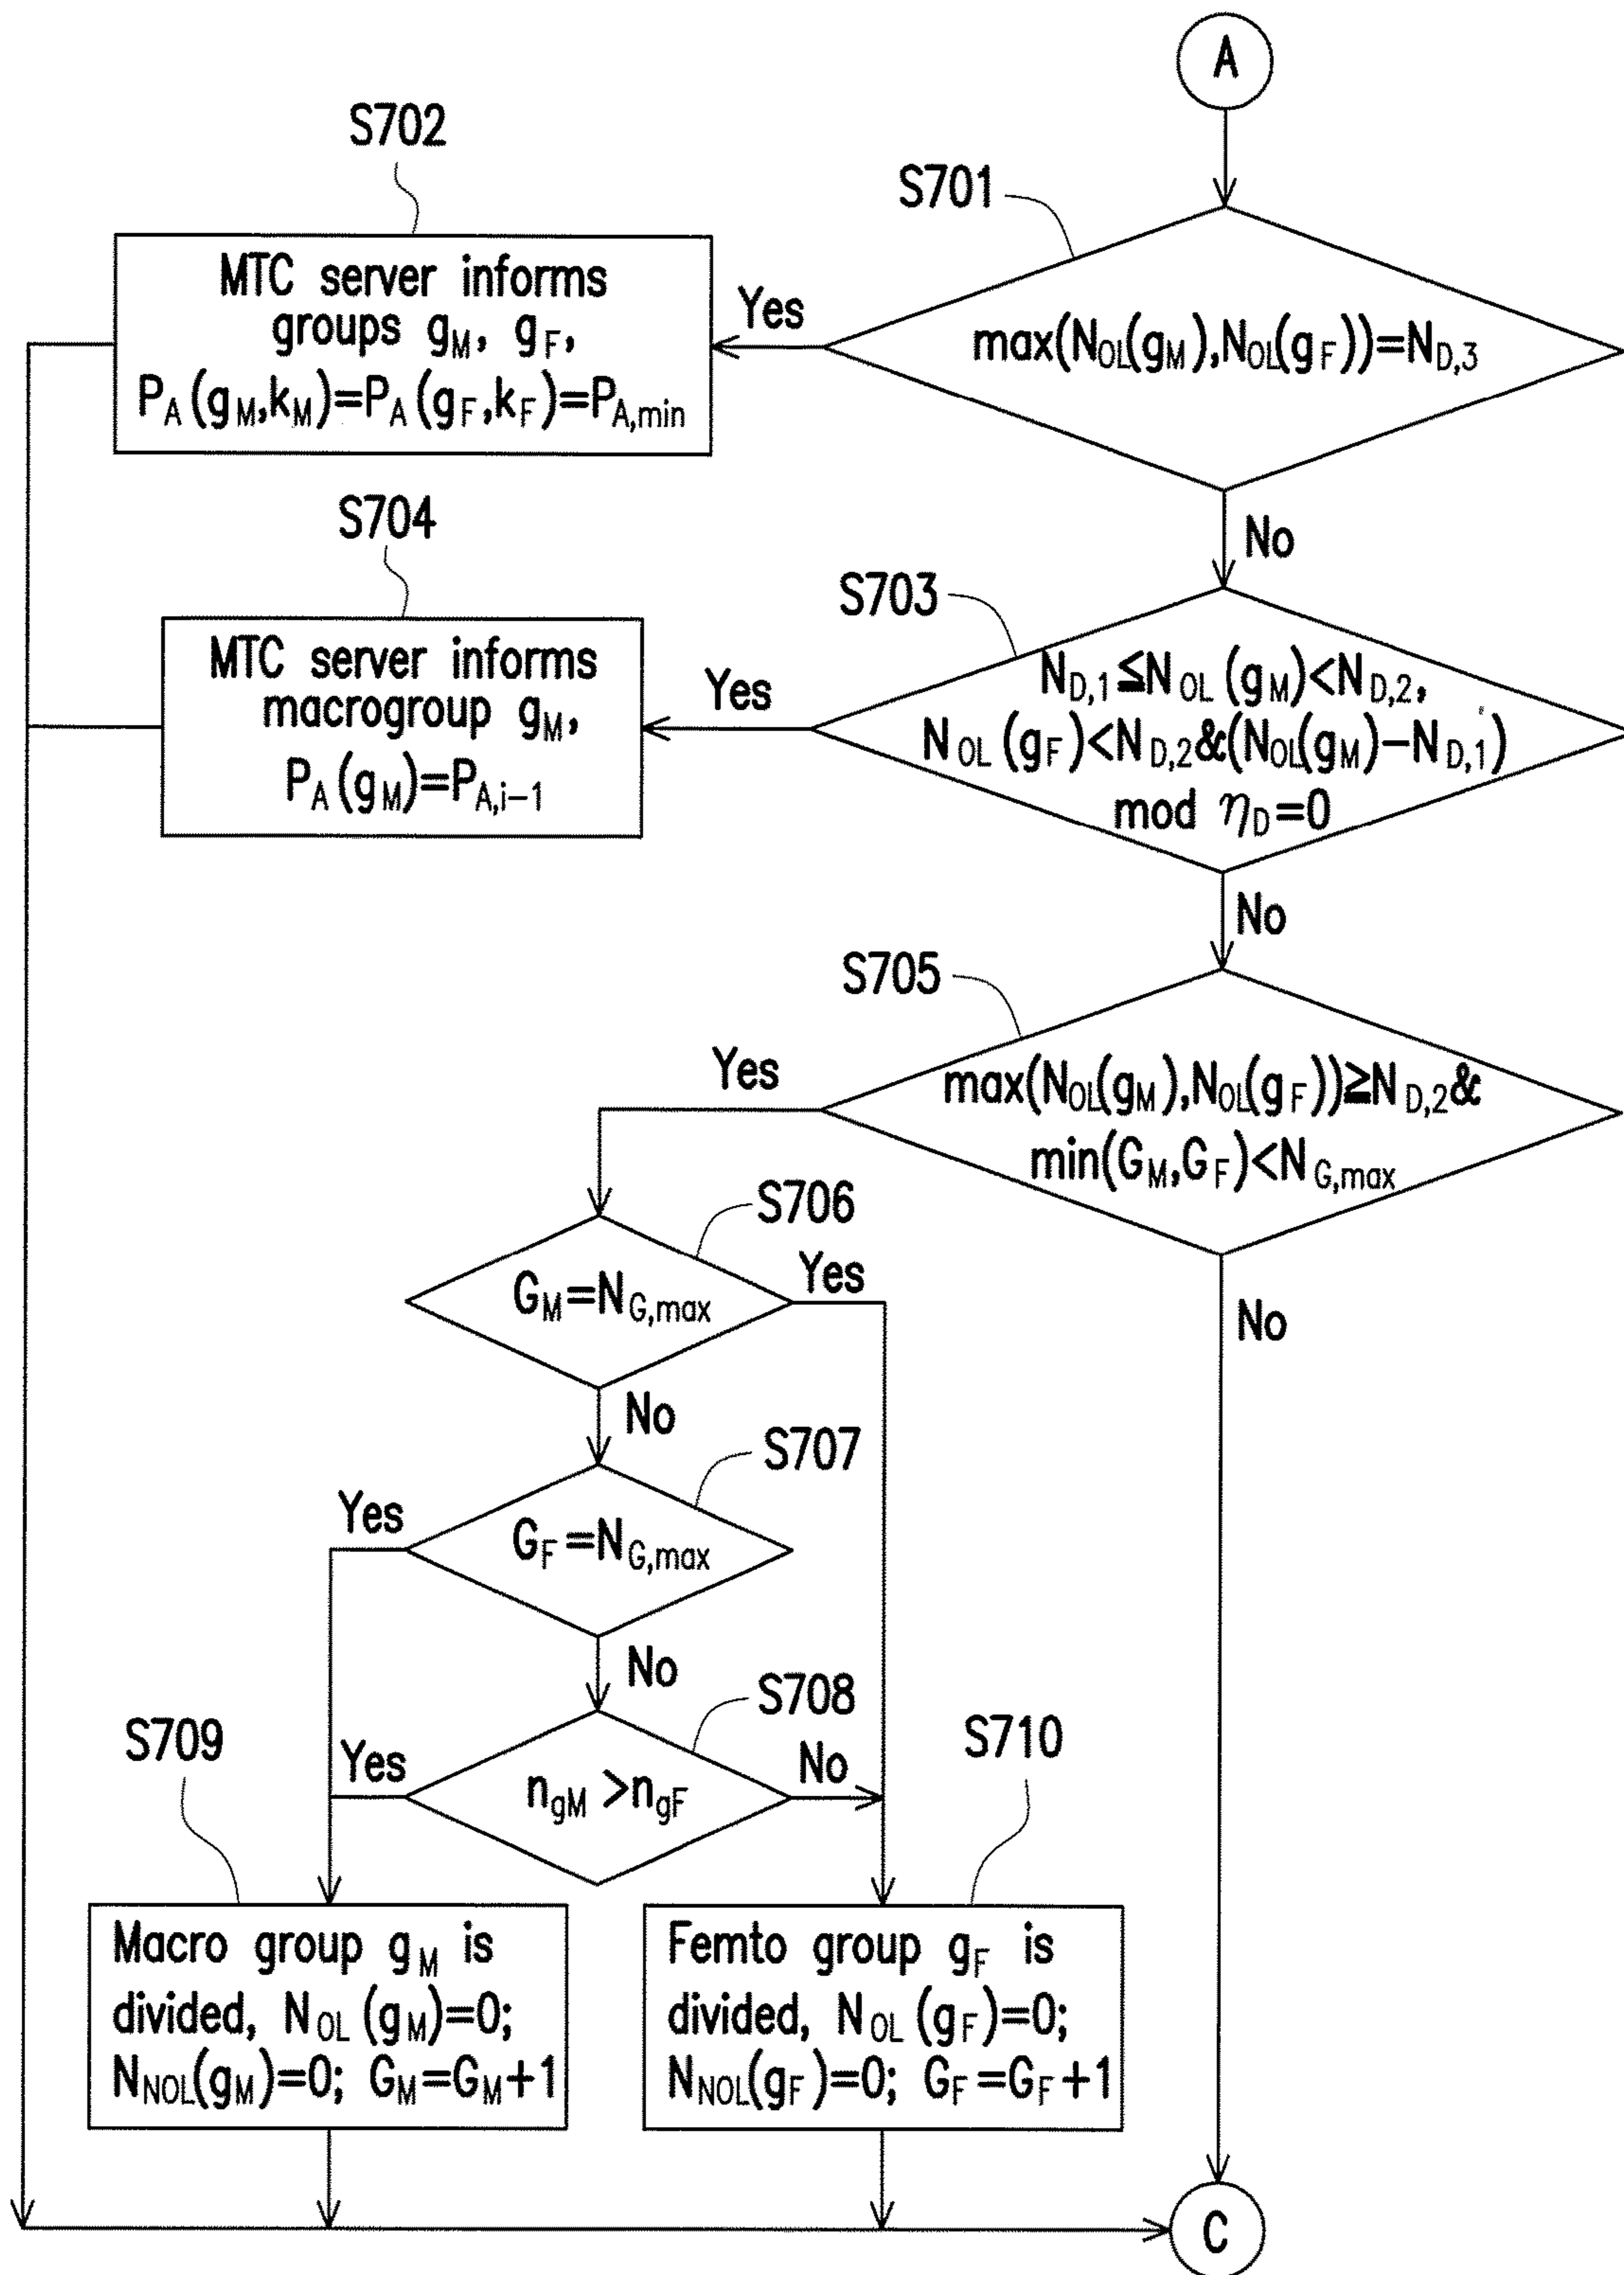 A
S702
S701
MTC server informs
groups g_M, g_F,
P_A(g_M,k_M)=P_A(g_F,k_F)=P_A,min
Yes
max(N_OL(g_M),N_OL(g_F))=N_D,3
No
S704
S703
MTC server informs
macrogroup g_M,
P_A(g_M)=P_A,i-1
Yes
N_D,1≦N_OL(g_M)<N_D,2,
N_OL(g_F)<N_D,2&(N_OL(g_M)-N_D,1)
mod η_D=0
No
S705
Yes
max(N_OL(g_M),N_OL(g_F))≧N_D,2&
min(G_M,G_F)<N_G,max
No
S706
G_M=N_G,max
Yes
No
S707
Yes
G_F=N_G,max
No
S708
Yes
n_gM>n_gF
No
S709
S710
Macro group g_M is
divided, N_OL(g_M)=0;
N_NOL(g_M)=0; G_M=G_M+1
Femto group g_F is
divided, N_OL(g_F)=0;
N_NOL(g_F)=0; G_F=G_F+1
C